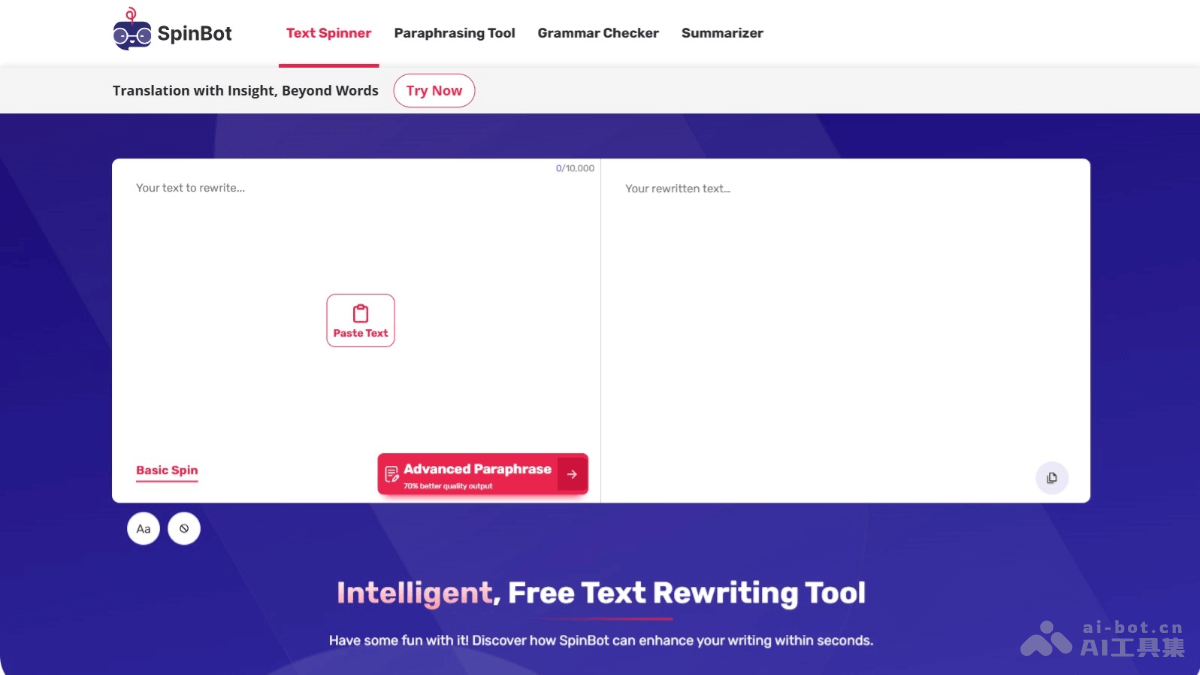 SpinBot
Text Spinner
Paraphrasing Tool
Grammar Checker
Summarizer
Translation with Insight, Beyond Words
Try Now
0/10,000
Your text to rewrite...
Your rewritten text...
Paste Text
Basic Spin
Advanced Paraphrase
70% better quality output
Aa
Intelligent, Free Text Rewriting Tool
Have some fun with it! Discover how SpinBot can enhance your writing within seconds.
ai-bot.cn
AI工具集